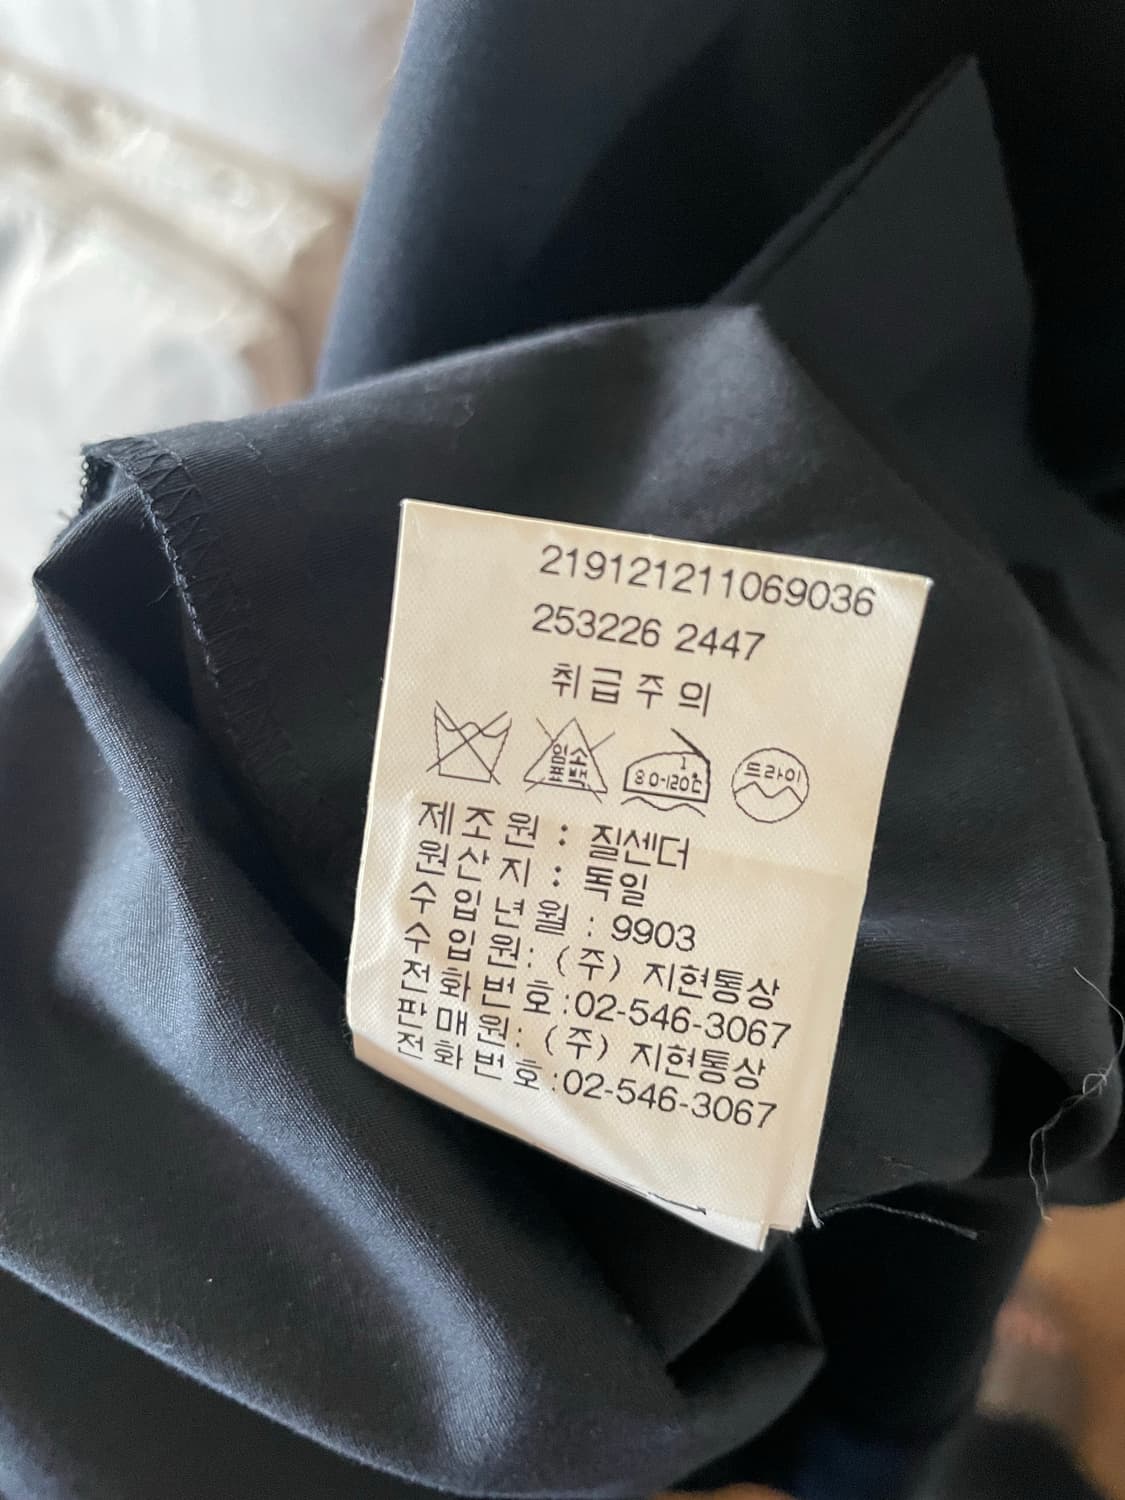 219121211069036
253226 2447
취급주의
염소
표백
80-120℃
드라이
제조원 : 질센더
원산지 : 독일
수입년월 : 9903
수입원: (주) 지현통상
전화번호:02-546-3067
판매원: (주) 지현통상
전화번호:02-546-3067